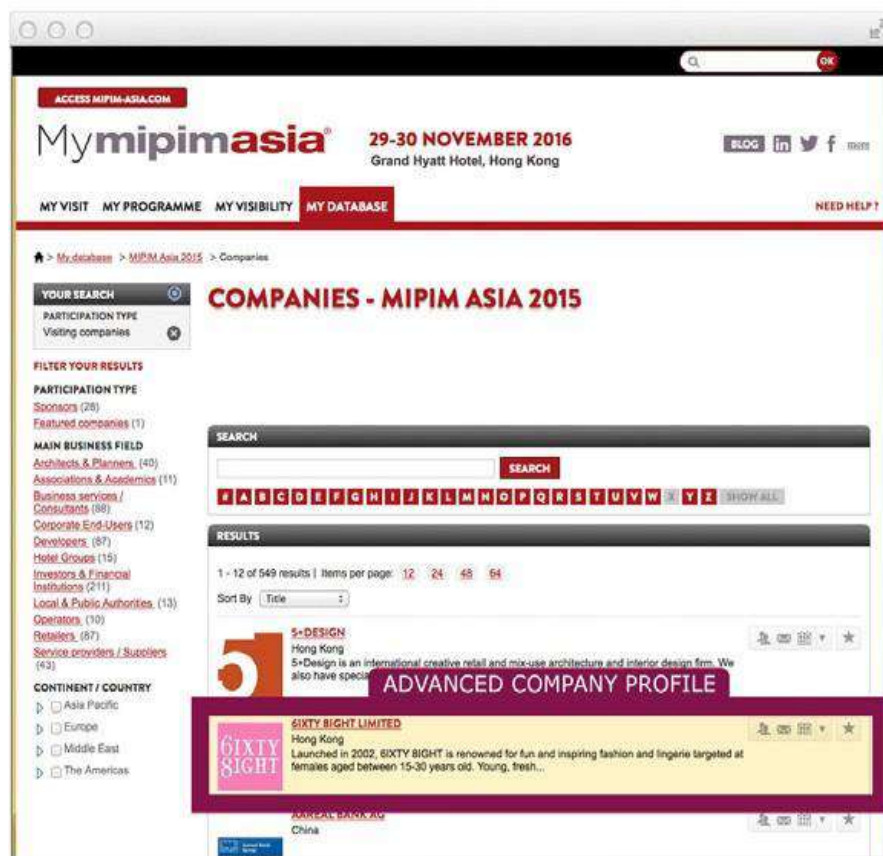 OK
ACCESS MIPIM-ASIA.COM
Mymipimasia®
29-30 NOVEMBER 2016
Grand Hyatt Hotel, Hong Kong
BLOG in f more
MY VISIT MY PROGRAMME MY VISIBILITY MY DATABASE
NEED HELP ?
> My database > MIPIM Asia 2015 > Companies
YOUR SEARCH
PARTICIPATION TYPE
Visiting companies
COMPANIES - MIPIM ASIA 2015
FILTER YOUR RESULTS
PARTICIPATION TYPE
Sponsors (28)
Featured companies (1)
MAIN BUSINESS FIELD
Architects & Planners (40)
Associations & Academics (11)
Business services /
Consultants (88)
Corporate End-Users (12)
Developers (87)
Hotel Groups (15)
Investors & Financial
Institutions (211)
Local & Public Authorities (13)
Operators (10)
Retailers (87)
Service providers / Suppliers
(43)
CONTINENT / COUNTRY
Asia Pacific
Europe
Middle East
The Americas
SEARCH
SEARCH
# A B C D E F G H I J K L M N O P Q R S T U V W X Y Z SHOW ALL
RESULTS
1 - 12 of 549 results | Items per page: 12 24 48 64
Sort By Title
5
5+DESIGN
Hong Kong
5+Design is an international creative retail and mix-use architecture and interior design firm. We
also have specia
ADVANCED COMPANY PROFILE
6IXTY
8IGHT
6IXTY 8IGHT LIMITED
Hong Kong
Launched in 2002, 6IXTY 8IGHT is renowned for fun and inspiring fashion and lingerie targeted at
females aged between 15-30 years old. Young, fresh...
AAREAL BANK AG
China